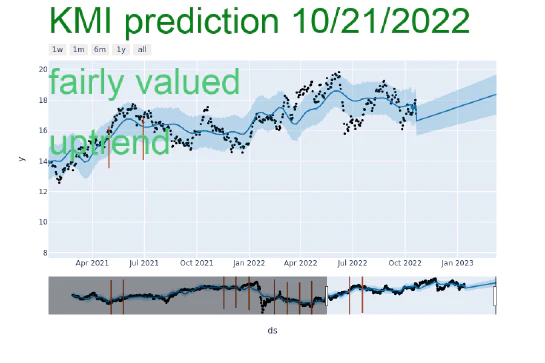 KMI prediction 10/21/2022
1w 1m 6m 1y all
20
fairly valued
18
16
uptrend
y
14
12
10
8
Apr 2021 Jul 2021 Oct 2021 Jan 2022 Apr 2022 Jul 2022 Oct 2022 Jan 2023
ds